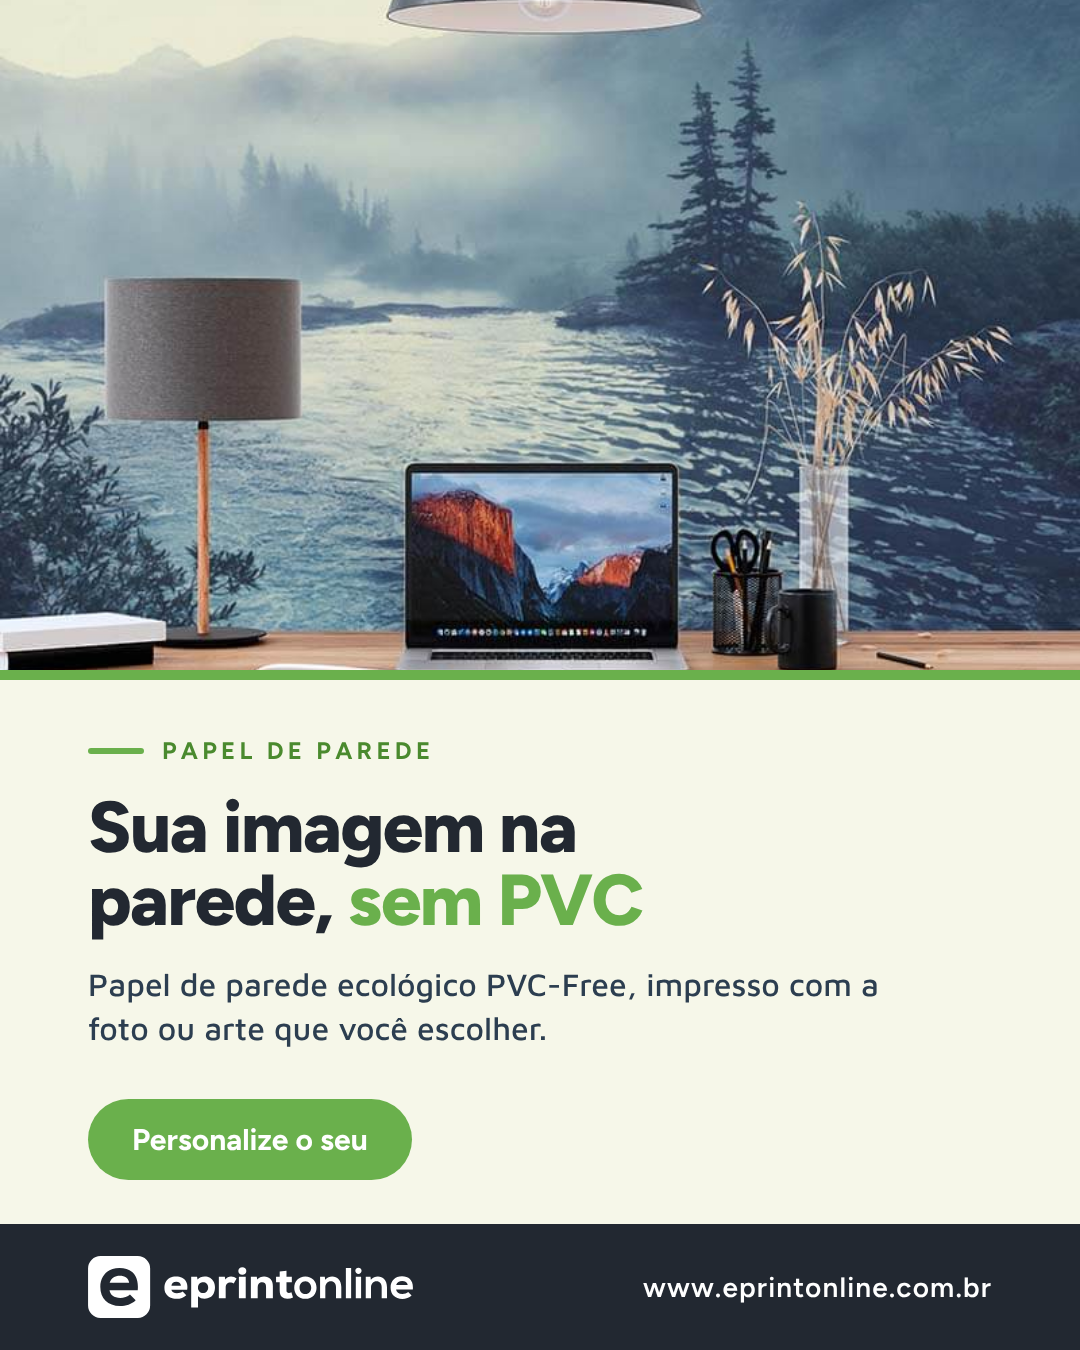 PAPEL DE PAREDE
Sua imagem na
parede, sem PVC
Papel de parede ecológico PVC-Free, impresso com a
foto ou arte que você escolher.
Personalize o seu
e eprintonline
www.eprintonline.com.br